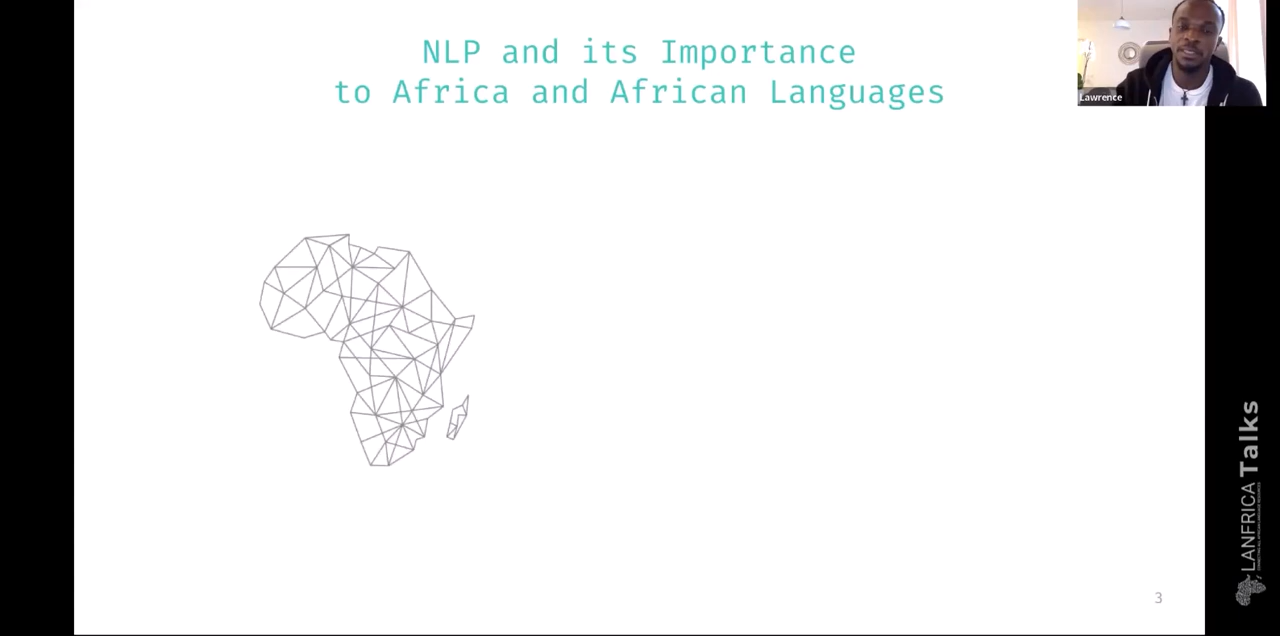 NLP and its Importance
to Africa and African Languages
Lawrence
LANFRICA Talks
3